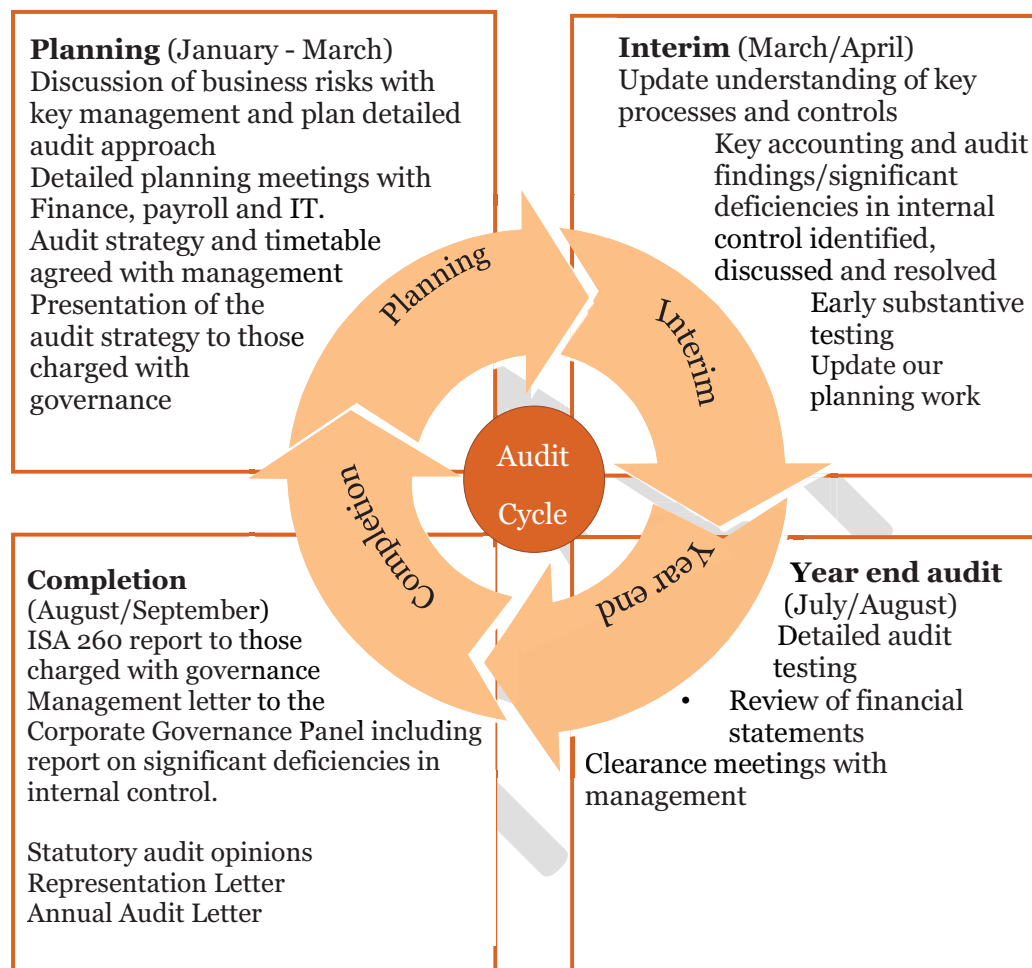 Planning (January - March)
Discussion of business risks with
key management and plan detailed
audit approach
Detailed planning meetings with
Finance, payroll and IT.
Audit strategy and timetable
agreed with management
Presentation of the
audit strategy to those
charged with
governance
Interim (March/April)
Update understanding of key
processes and controls
Key accounting and audit
findings/significant
deficiencies in internal
control identified,
discussed and resolved
Early substantive
testing
Update our
planning work
Planning
Interim
Year end
Completion
Audit
Cycle
Completion
(August/September)
ISA 260 report to those
charged with governance
Management letter to the
Corporate Governance Panel including
report on significant deficiencies in
internal control.
Statutory audit opinions
Representation Letter
Annual Audit Letter
Year end audit
(July/August)
Detailed audit
testing
• Review of financial
statements
Clearance meetings with
management